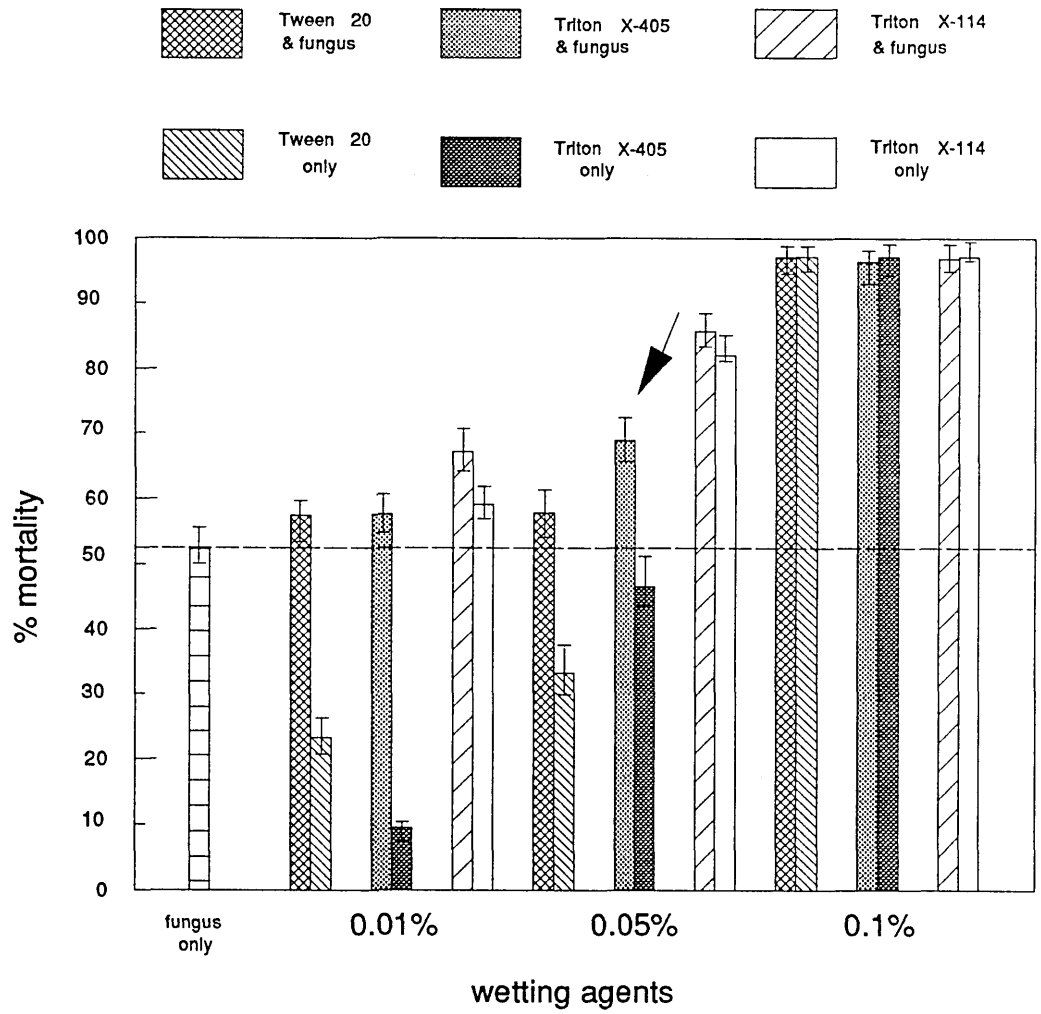 Tween 20
& fungus
Triton X-405
& fungus
Triton X-114
& fungus
Tween 20
only
Triton X-405
only
Triton X-114
only
100
90
80
70
60
50
40
30
20
10
0
% mortality
fungus
only
0.01%
0.05%
0.1%
wetting agents